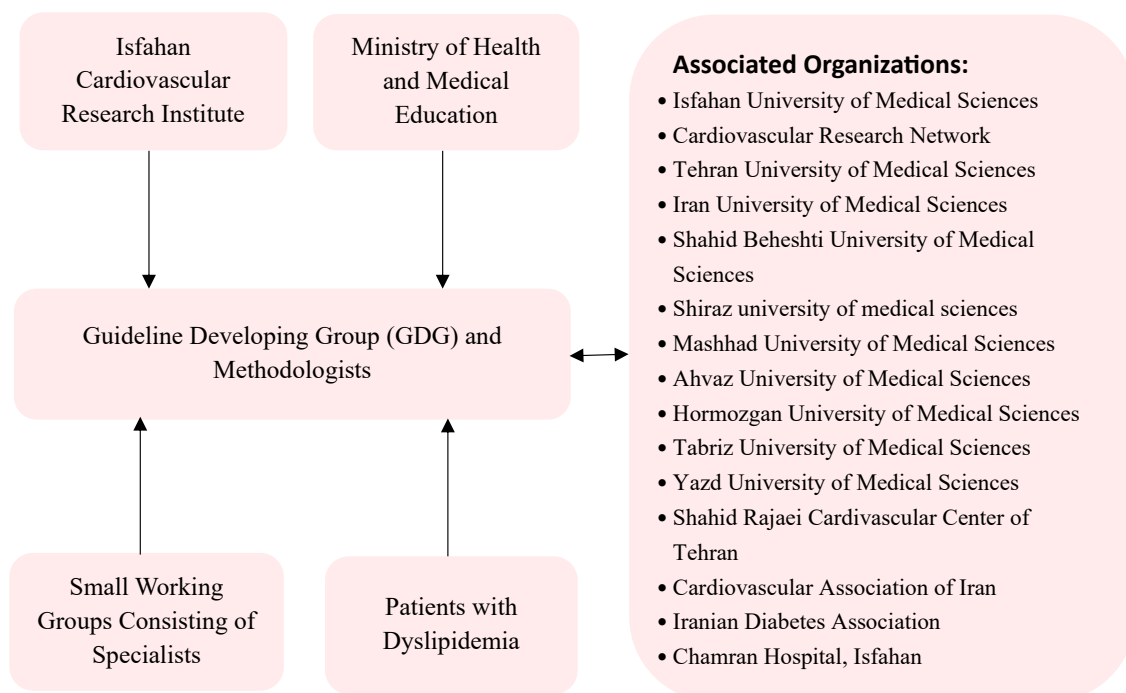 Isfahan
Cardiovascular
Research Institute
Ministry of Health
and Medical
Education
Guideline Developing Group (GDG) and
Methodologists
Small Working
Groups Consisting of
Specialists
Patients with
Dyslipidemia
Associated Organizations:
• Isfahan University of Medical Sciences
• Cardiovascular Research Network
• Tehran University of Medical Sciences
• Iran University of Medical Sciences
• Shahid Beheshti University of Medical
Sciences
• Shiraz university of medical sciences
• Mashhad University of Medical Sciences
• Ahvaz University of Medical Sciences
• Hormozgan University of Medical Sciences
• Tabriz University of Medical Sciences
• Yazd University of Medical Sciences
• Shahid Rajaei Cardivascular Center of
Tehran
• Cardiovascular Association of Iran
• Iranian Diabetes Association
• Chamran Hospital, Isfahan